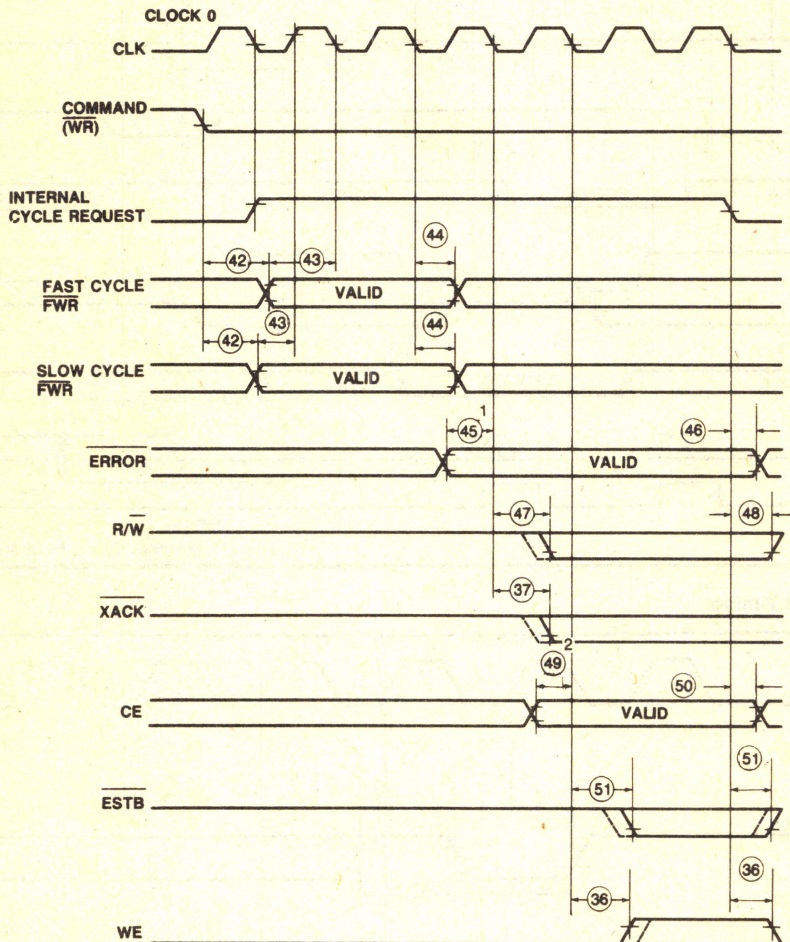 CLOCK 0
CLK
COMMAND
(WR)
INTERNAL
CYCLE REQUEST
44
42
43
FAST CYCLE
FWR
VALID
43
44
42
SLOW CYCLE
FWR
VALID
1
45
46
ERROR
VALID
47
48
R/W
37
XACK
2
49
50
CE
VALID
51
51
ESTB
36
36
WE